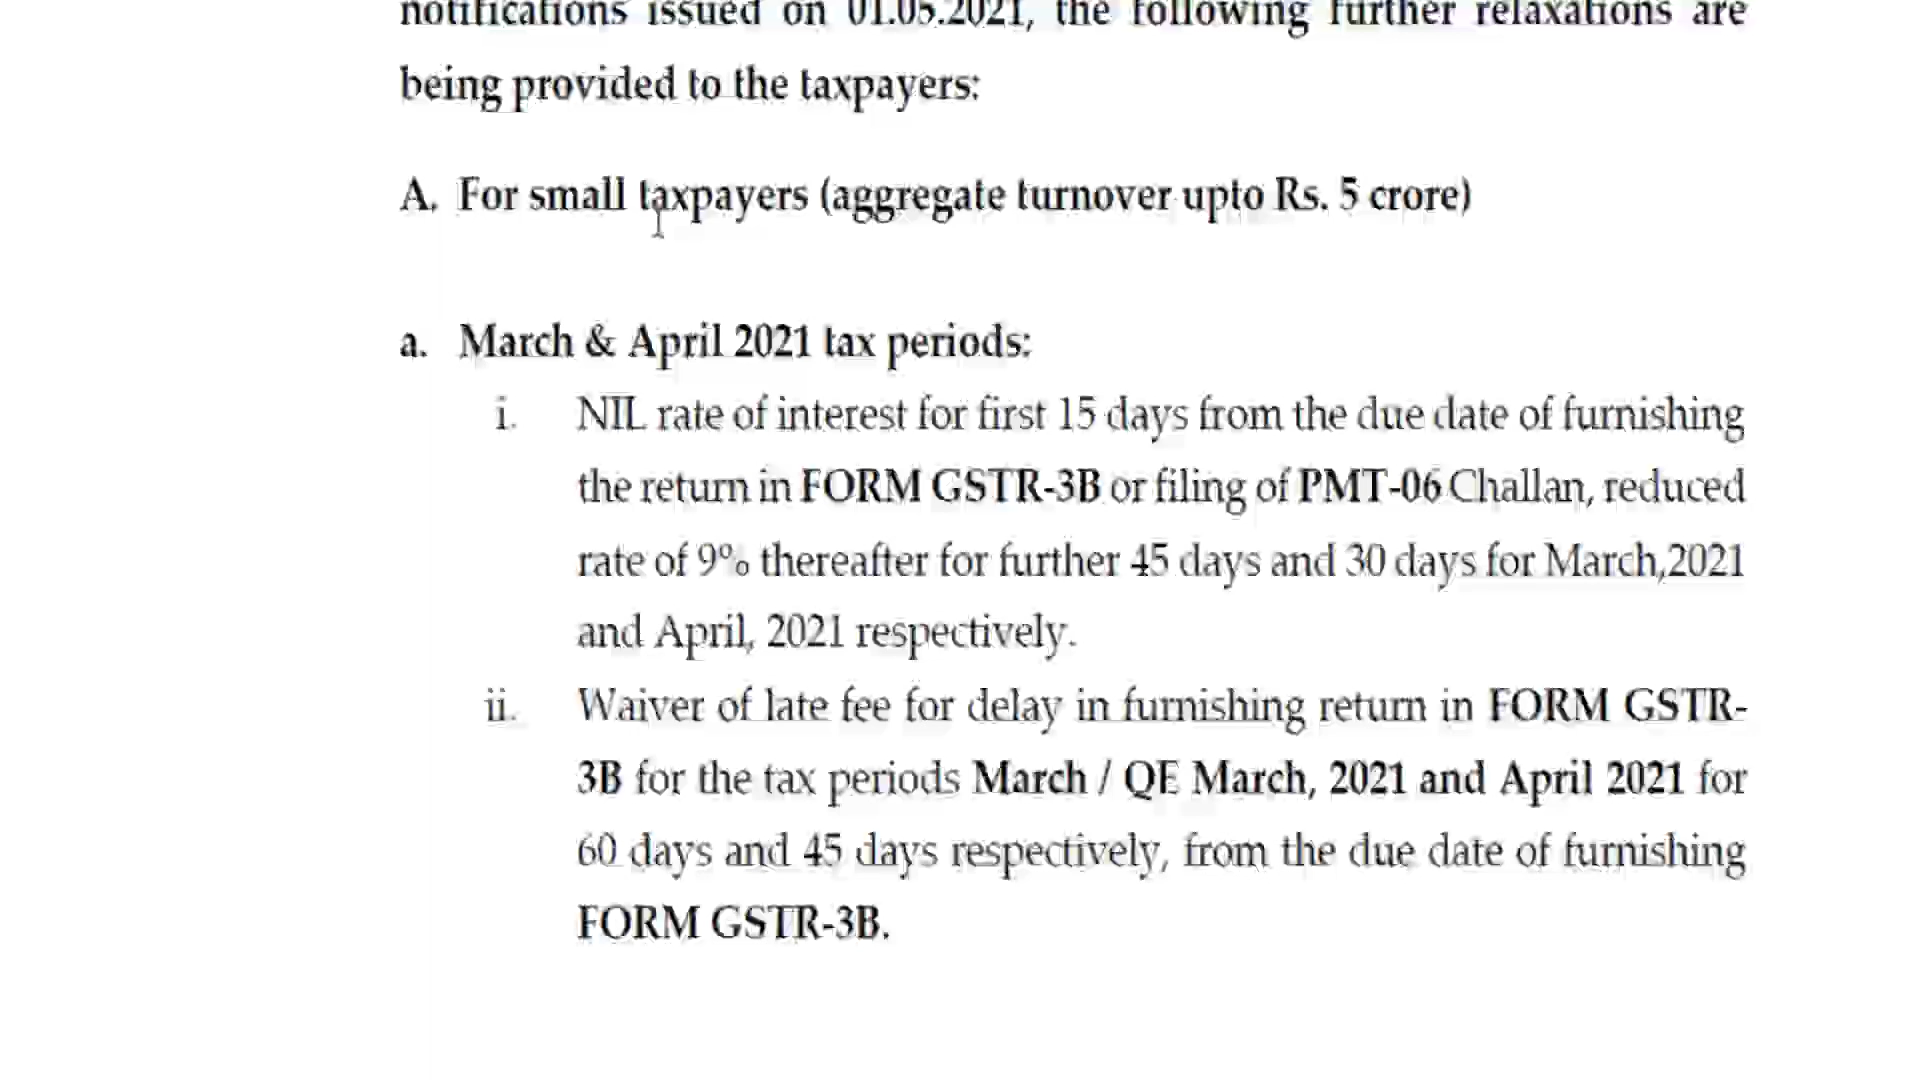 notifications issued on 01.05.2021, the following further relaxations are
being provided to the taxpayers:
A. For small taxpayers (aggregate turnover upto Rs. 5 crore)
a. March & April 2021 tax periods:
i. NIL rate of interest for first 15 days from the due date of furnishing
the return in FORM GSTR-3B or filing of PMT-06 Challan, reduced
rate of 9% thereafter for further 45 days and 30 days for March,2021
and April, 2021 respectively.
ii. Waiver of late fee for delay in furnishing return in FORM GSTR-
3B for the tax periods March / QE March, 2021 and April 2021 for
60 days and 45 days respectively, from the due date of furnishing
FORM GSTR-3B.